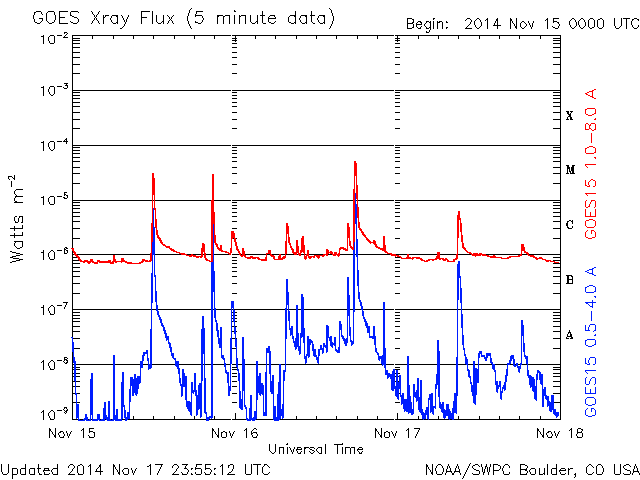 GOES Xray Flux (5 minute data)
Begin: 2014 Nov 15 0000 UTC
10⁻²
10⁻³
10⁻⁴
10⁻⁵
10⁻⁶
10⁻⁷
10⁻⁸
10⁻⁹
Watts m⁻²
X
M
C
B
A
GOES15 1.0-8.0 A
GOES15 0.5-4.0 A
Nov 15
Nov 16
Nov 17
Nov 18
Universal Time
Updated 2014 Nov 17 23:55:12 UTC
NOAA/SWPC Boulder, CO USA